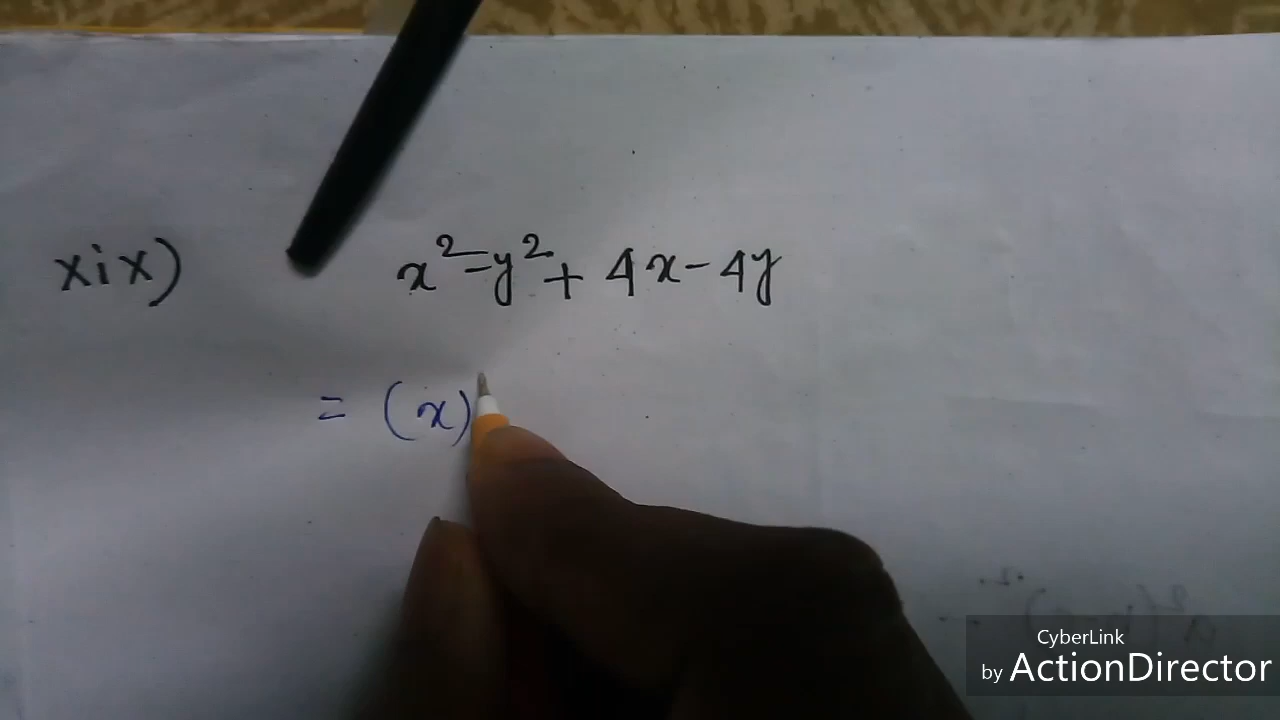 xix) x² - y² + 4x - 4y
= (x)
CyberLink
by ActionDirector